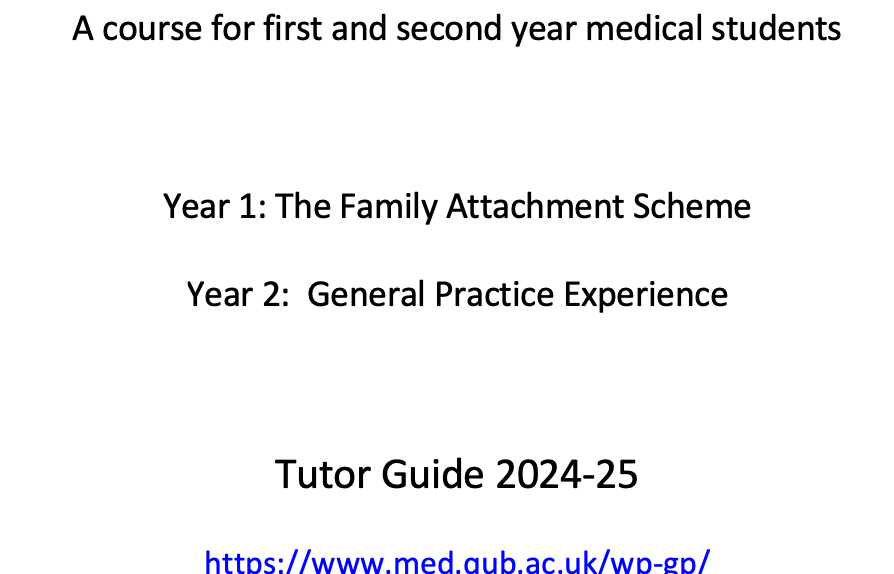 A course for first and second year medical students
Year 1: The Family Attachment Scheme
Year 2:  General Practice Experience
Tutor Guide 2024-25
https://www.med.qub.ac.uk/wp-gp/